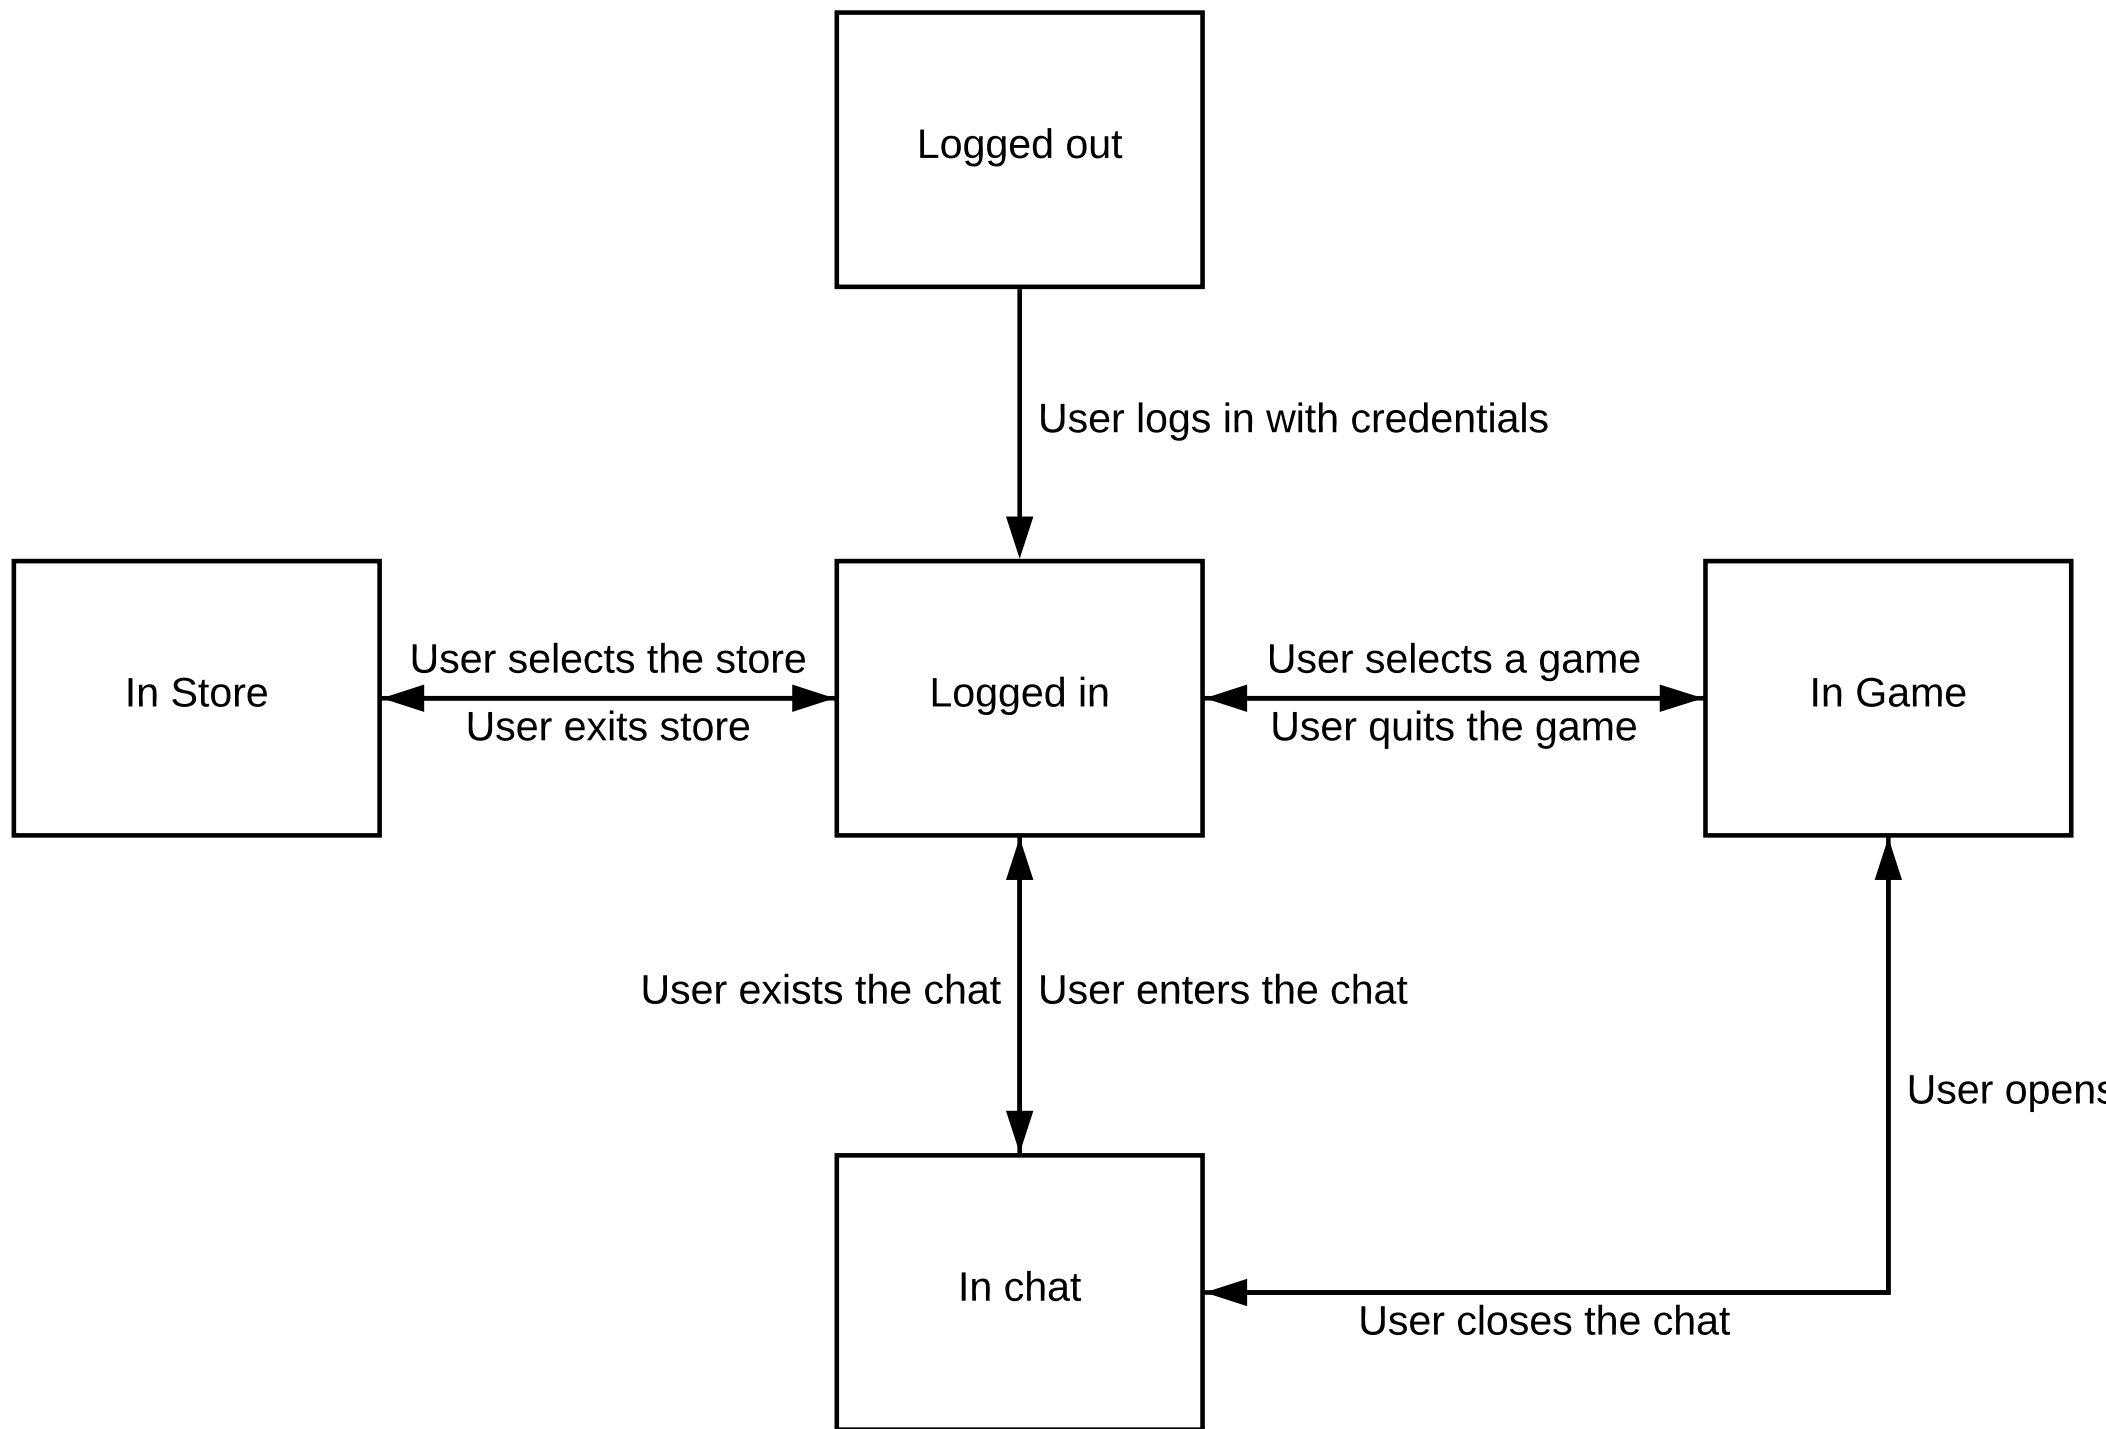 Logged out
User logs in with credentials
In Store
User selects the store
User exits store
Logged in
User selects a game
User quits the game
In Game
User exists the chat
User enters the chat
User opens
In chat
User closes the chat